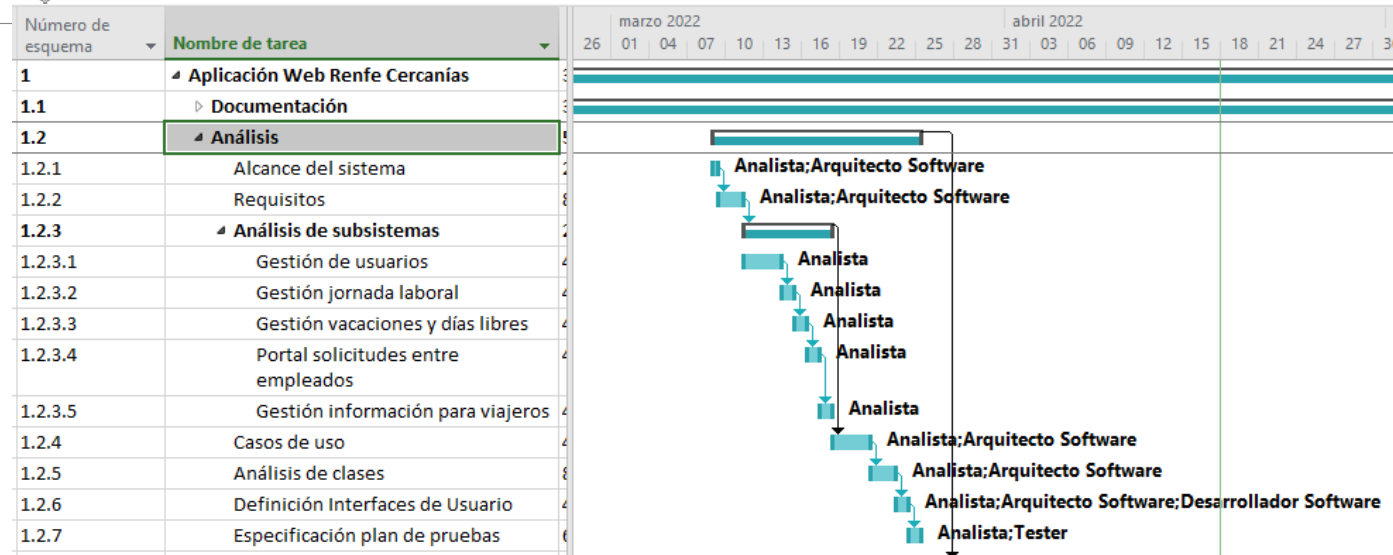 Número de esquema Nombre de tarea
marzo 2022 abril 2022
26 01 04 07 10 13 16 19 22 25 28 31 03 06 09 12 15 18 21 24 27
1 Aplicación Web Renfe Cercanías
1.1 Documentación
1.2 Análisis
1.2.1 Alcance del sistema Analista;Arquitecto Software
1.2.2 Requisitos Analista;Arquitecto Software
1.2.3 Análisis de subsistemas
1.2.3.1 Gestión de usuarios Analista
1.2.3.2 Gestión jornada laboral Analista
1.2.3.3 Gestión vacaciones y días libres Analista
1.2.3.4 Portal solicitudes entre empleados Analista
1.2.3.5 Gestión información para viajeros Analista
1.2.4 Casos de uso Analista;Arquitecto Software
1.2.5 Análisis de clases Analista;Arquitecto Software
1.2.6 Definición Interfaces de Usuario Analista;Arquitecto Software;Desarrollador Software
1.2.7 Especificación plan de pruebas Analista;Tester